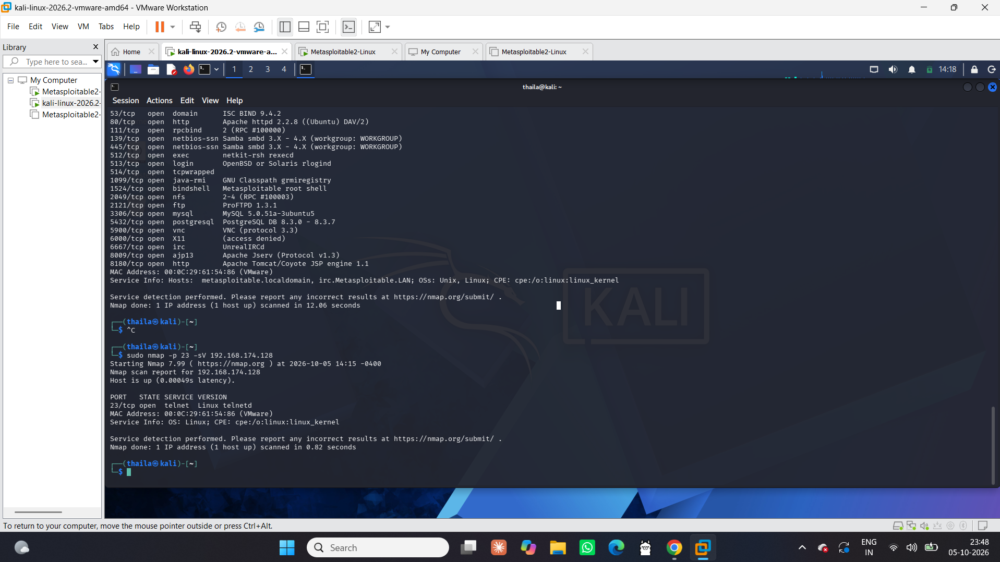 kali-linux-2026.2-vmware-amd64 - VMware Workstation
File Edit View VM Tabs Help
Library
Type here to sea...
My Computer
Metasploitable2-
kali-linux-2026.2-
Metasploitable2-
Home
kali-linux-2026.2-vmware-a...
Metasploitable2-Linux
My Computer
Metasploitable2-Linux
1 2 3 4
14:18
thaila@kali: ~
Session Actions Edit View Help
53/tcp open domain ISC BIND 9.4.2
80/tcp open http Apache httpd 2.2.8 ((Ubuntu) DAV/2)
111/tcp open rpcbind 2 (RPC #100000)
139/tcp open netbios-ssn Samba smbd 3.X - 4.X (workgroup: WORKGROUP)
445/tcp open netbios-ssn Samba smbd 3.X - 4.X (workgroup: WORKGROUP)
512/tcp open exec netkit-rsh rexecd
513/tcp open login OpenBSD or Solaris rlogind
514/tcp open tcpwrapped
1099/tcp open java-rmi GNU Classpath grmiregistry
1524/tcp open bindshell Metasploitable root shell
2049/tcp open nfs 2-4 (RPC #100003)
2121/tcp open ftp ProFTPD 1.3.1
3306/tcp open mysql MySQL 5.0.51a-3ubuntu5
5432/tcp open postgresql PostgreSQL DB 8.3.0 - 8.3.7
5900/tcp open vnc VNC (protocol 3.3)
6000/tcp open X11 (access denied)
6667/tcp open irc UnrealIRCd
8009/tcp open ajp13 Apache Jserv (Protocol v1.3)
8180/tcp open http Apache Tomcat/Coyote JSP engine 1.1
MAC Address: 00:0C:29:61:54:86 (VMware)
Service Info: Hosts: metasploitable.localdomain, irc.Metasploitable.LAN; OSs: Unix, Linux; CPE: cpe:/o:linux:linux_kernel
Service detection performed. Please report any incorrect results at https://nmap.org/submit/ .
Nmap done: 1 IP address (1 host up) scanned in 12.06 seconds
KALI
┌──(thaila㉿kali)-[~]
└─$ ^C
┌──(thaila㉿kali)-[~]
└─$ sudo nmap -p 23 -sV 192.168.174.128
Starting Nmap 7.99 ( https://nmap.org ) at 2026-10-05 14:15 -0400
Nmap scan report for 192.168.174.128
Host is up (0.00049s latency).
PORT STATE SERVICE VERSION
23/tcp open telnet Linux telnetd
MAC Address: 00:0C:29:61:54:86 (VMware)
Service Info: OS: Linux; CPE: cpe:/o:linux:linux_kernel
Service detection performed. Please report any incorrect results at https://nmap.org/submit/ .
Nmap done: 1 IP address (1 host up) scanned in 0.82 seconds
┌──(thaila㉿kali)-[~]
└─$
To return to your computer, move the mouse pointer outside or press Ctrl+Alt.
Search
ENG
IN
23:48
05-10-2026